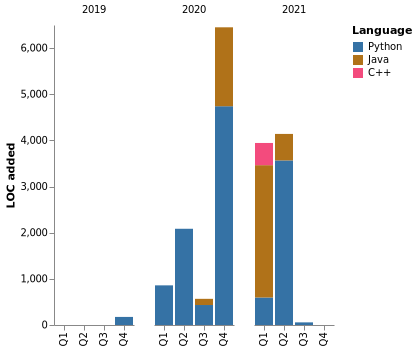 2019 2020 2021
Language
Python
Java
C++
LOC added
6,000
5,000
4,000
3,000
2,000
1,000
0
Q1 Q2 Q3 Q4 Q1 Q2 Q3 Q4 Q1 Q2 Q3 Q4